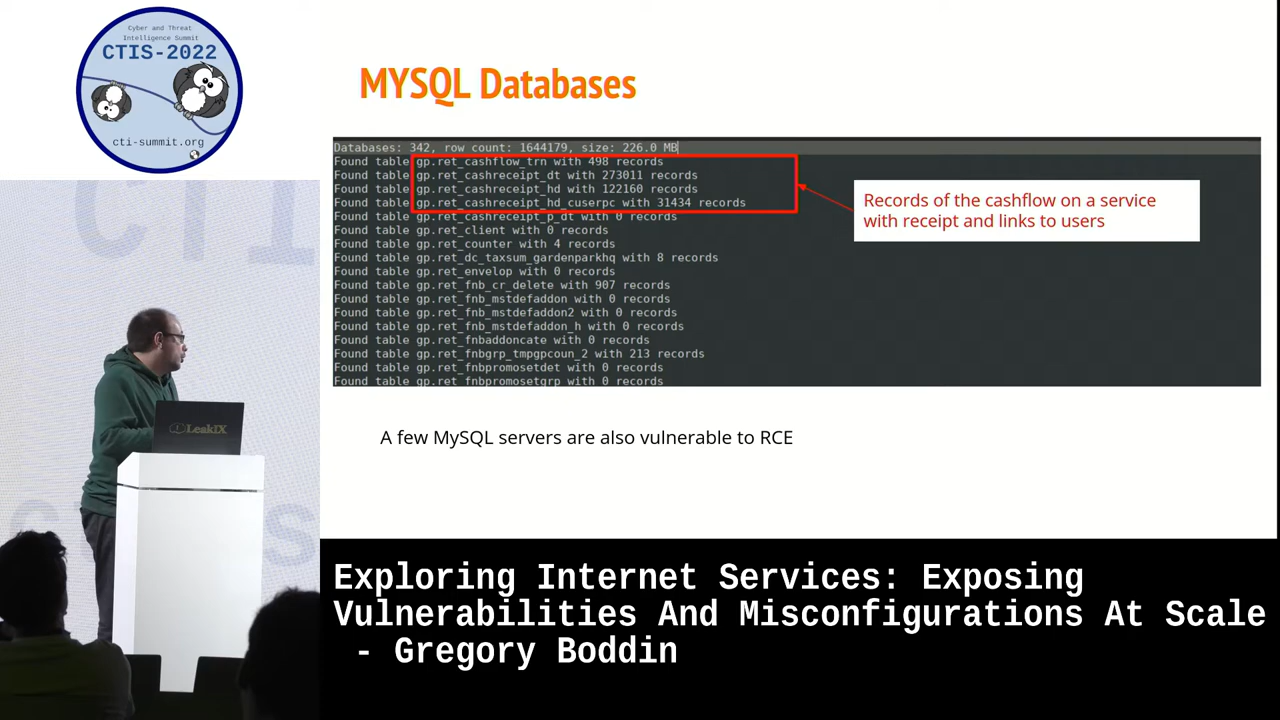 Cyber and Threat
Intelligence Summit
CTIS-2022
cti-summit.org
MYSQL Databases
Databases: 342, row count: 1644179, size: 226.0 MB
Found table gp.ret_cashflow_trn with 498 records
Found table gp.ret_cashreceipt_dt with 273011 records
Found table gp.ret_cashreceipt_hd with 122160 records
Found table gp.ret_cashreceipt_hd_cuserpc with 31434 records
Found table gp.ret_cashreceipt_p_dt with 0 records
Found table gp.ret_client with 0 records
Found table gp.ret_counter with 4 records
Found table gp.ret_dc_taxsum_gardenparkhq with 8 records
Found table gp.ret_envelop with 0 records
Found table gp.ret_fnb_cr_delete with 907 records
Found table gp.ret_fnb_mstdefaddon with 0 records
Found table gp.ret_fnb_mstdefaddon2 with 0 records
Found table gp.ret_fnb_mstdefaddon_h with 0 records
Found table gp.ret_fnbaddoncate with 0 records
Found table gp.ret_fnbgrp_tmpgpcoun_2 with 213 records
Found table gp.ret_fnbpromosetdet with 0 records
Found table gp.ret_fnbpromosetgrp with 0 records
Records of the cashflow on a service
with receipt and links to users
A few MySQL servers are also vulnerable to RCE
CTI
LeakIX
Exploring Internet Services: Exposing
Vulnerabilities And Misconfigurations At Scale
- Gregory Boddin